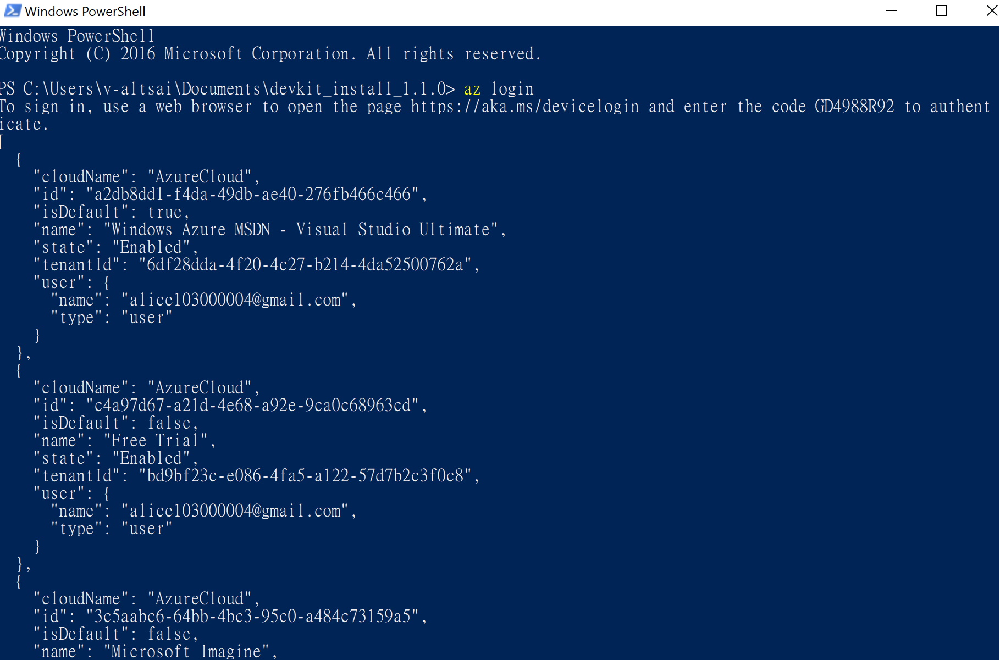 Windows PowerShell
Windows PowerShell
Copyright (C) 2016 Microsoft Corporation. All rights reserved.
PS C:\Users\v-altsai\Documents\devkit_install_1.1.0> az login
To sign in, use a web browser to open the page https://aka.ms/devicelogin and enter the code GD4988R92 to authent
icate.
[
  {
    "cloudName": "AzureCloud",
    "id": "a2db8dd1-f4da-49db-ae40-276fb466c466",
    "isDefault": true,
    "name": "Windows Azure MSDN - Visual Studio Ultimate",
    "state": "Enabled",
    "tenantId": "6df28dda-4f20-4c27-b214-4da52500762a",
    "user": {
      "name": "alice103000004@gmail.com",
      "type": "user"
    }
  },
  {
    "cloudName": "AzureCloud",
    "id": "c4a97d67-a21d-4e68-a92e-9ca0c68963cd",
    "isDefault": false,
    "name": "Free Trial",
    "state": "Enabled",
    "tenantId": "bd9bf23c-e086-4fa5-a122-57d7b2c3f0c8",
    "user": {
      "name": "alice103000004@gmail.com",
      "type": "user"
    }
  },
  {
    "cloudName": "AzureCloud",
    "id": "3c5aabc6-64bb-4bc3-95c0-a484c73159a5",
    "isDefault": false,
    "name": "Microsoft Imagine",